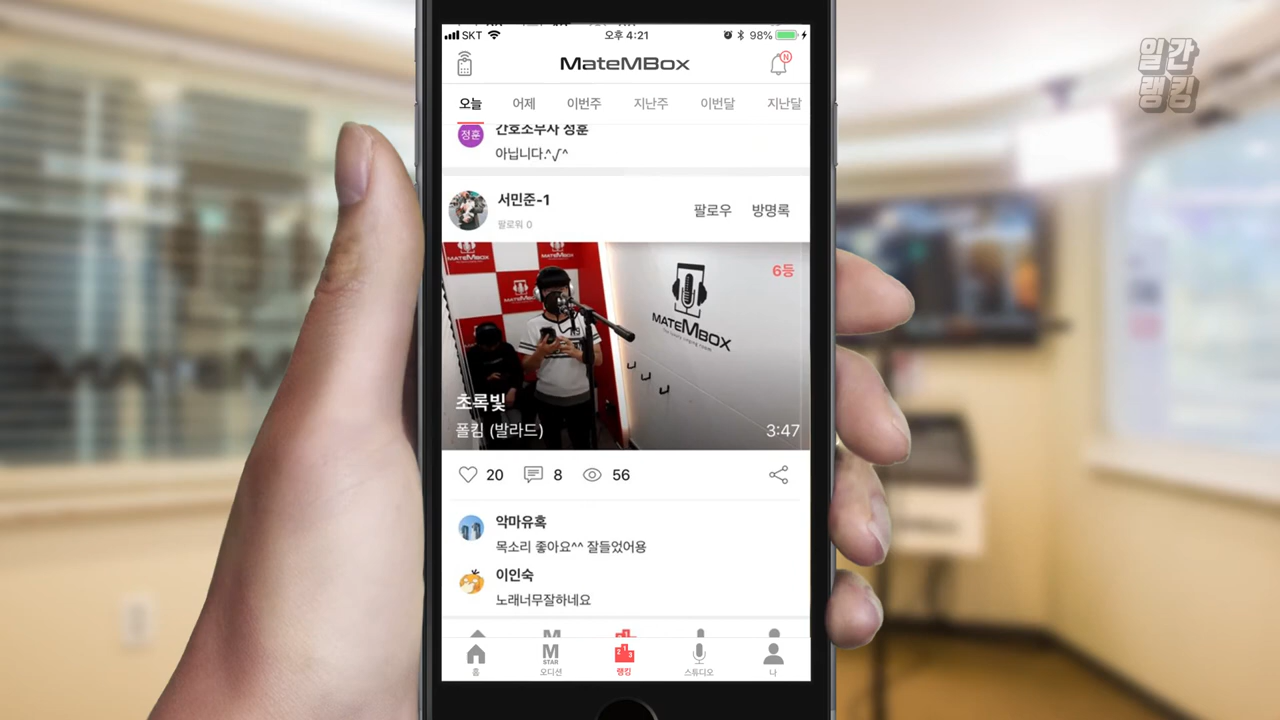 SKT
오후 4:21
98%
일간
랭킹
MateMBox
N
오늘
어제
이번주
지난주
이번달
지난달
정훈
간호소무사 정훈
아닙니다.^√^
서민준-1
팔로워 0
팔로우
방명록
MATEMBOX
6등
MATEMBOX
초록빛
폴킴 (발라드)
3:47
20
8
56
악마유혹
목소리 좋아요^^ 잘들었어용
이인숙
노래너무잘하네요
M
STAR
홈
오디션
랭킹
스튜디오
나